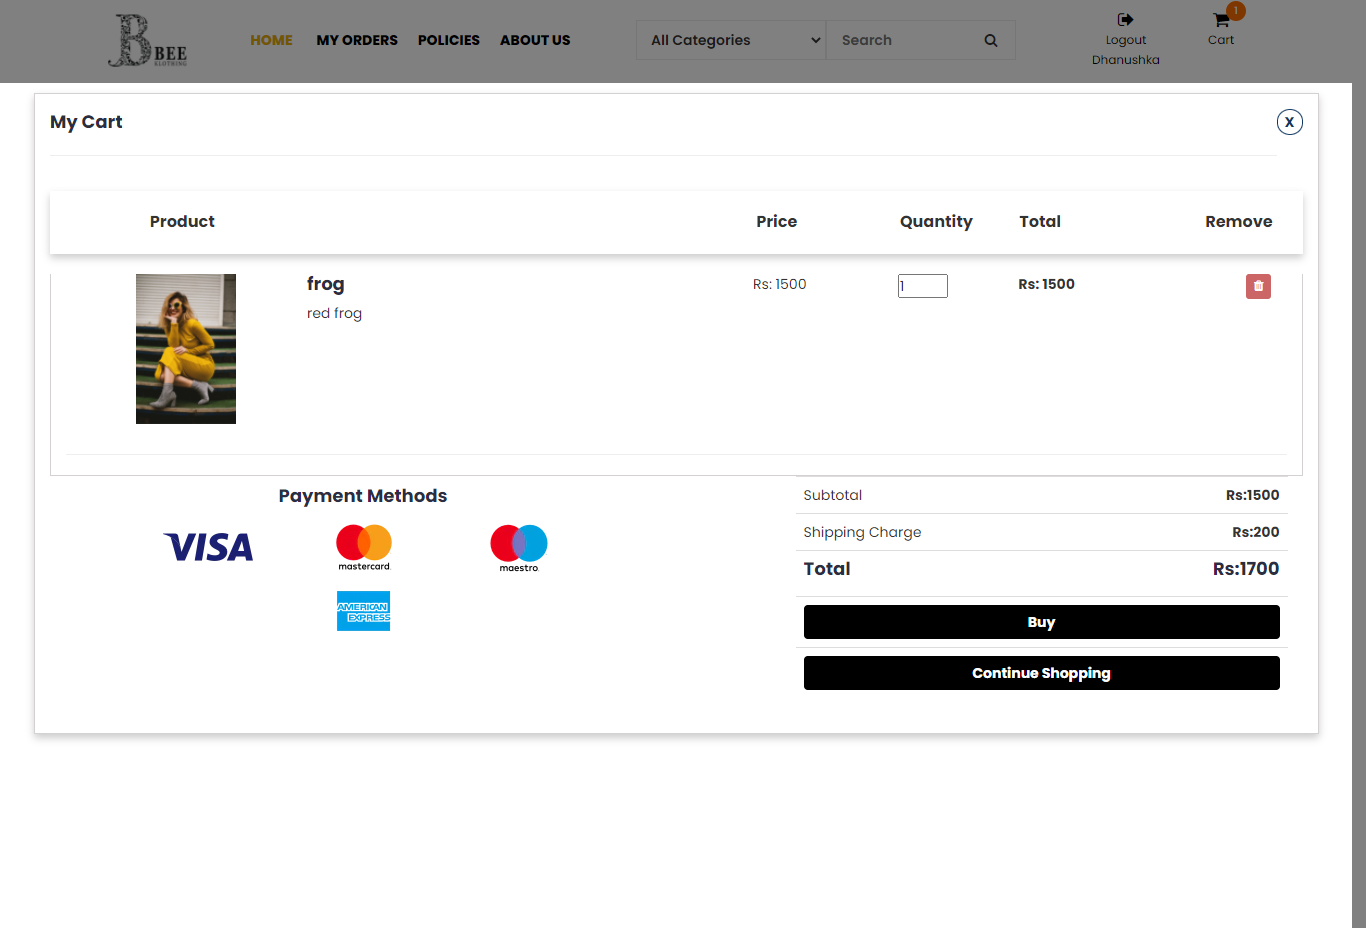 BEE
KLOTHING
HOME MY ORDERS POLICIES ABOUT US
All Categories
Search
Logout
Dhanushka
1
Cart
My Cart
X
Product Price Quantity Total Remove
frog
red frog
Rs: 1500
1
Rs: 1500
Payment Methods
VISA
mastercard.
maestro.
AMERICAN
EXPRESS
Subtotal Rs:1500
Shipping Charge Rs:200
Total Rs:1700
Buy
Continue Shopping